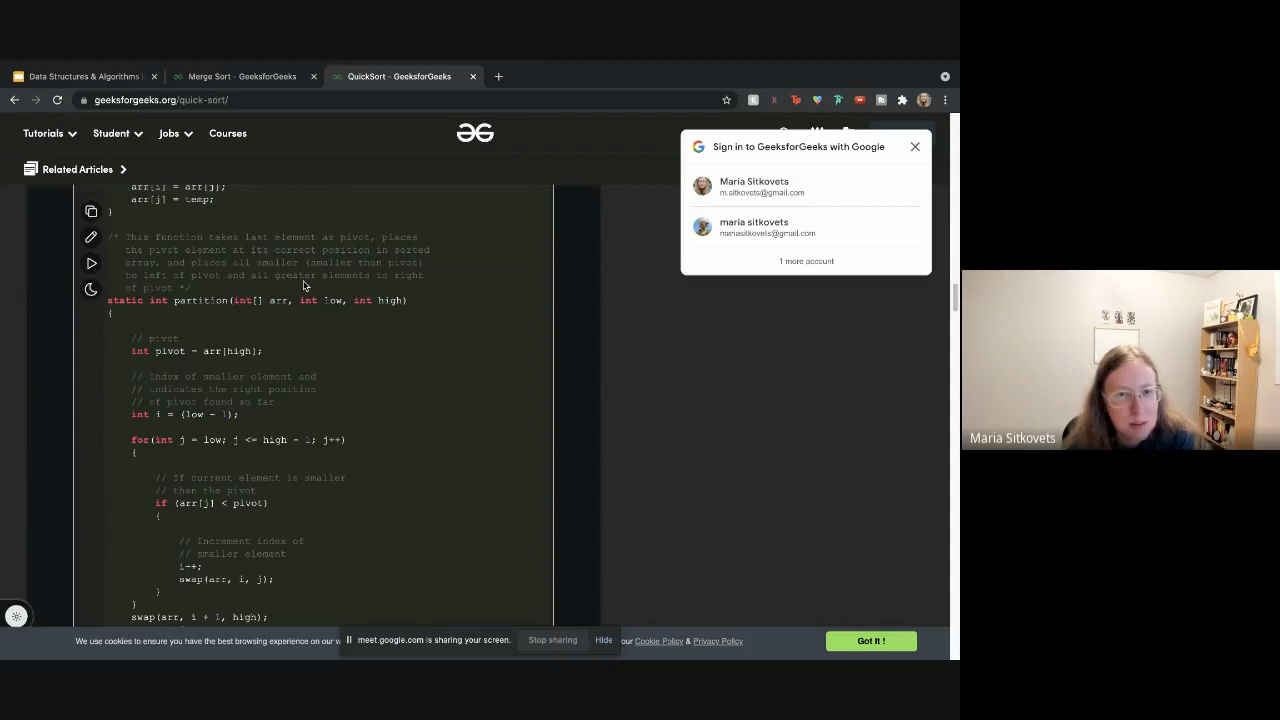 Data Structures & Algorithms
Merge Sort - GeeksforGeeks
QuickSort - GeeksforGeeks
geeksforgeeks.org/quick-sort/
Tutorials
Student
Jobs
Courses
Related Articles
Sign in to GeeksforGeeks with Google
Maria Sitkovets
m.sitkovets@gmail.com
maria sitkovets
mariasitkovets@gmail.com
1 more account
arr[i] = arr[j];
arr[j] = temp;
}
/* This function takes last element as pivot, places
the pivot element at its correct position in sorted
array, and places all smaller (smaller than pivot)
to left of pivot and all greater elements to right
of pivot */
static int partition(int[] arr, int low, int high)
{
// pivot
int pivot = arr[high];
// Index of smaller element and
// indicates the right position
// of pivot found so far
int i = (low - 1);
for(int j = low; j <= high - 1; j++)
{
// If current element is smaller
// than the pivot
if (arr[j] < pivot)
{
// Increment index of
// smaller element
i++;
swap(arr, i, j);
}
}
swap(arr, i + 1, high);
We use cookies to ensure you have the best browsing experience on our
meet.google.com is sharing your screen.
Stop sharing
Hide
our Cookie Policy & Privacy Policy
Got It !
Maria Sitkovets